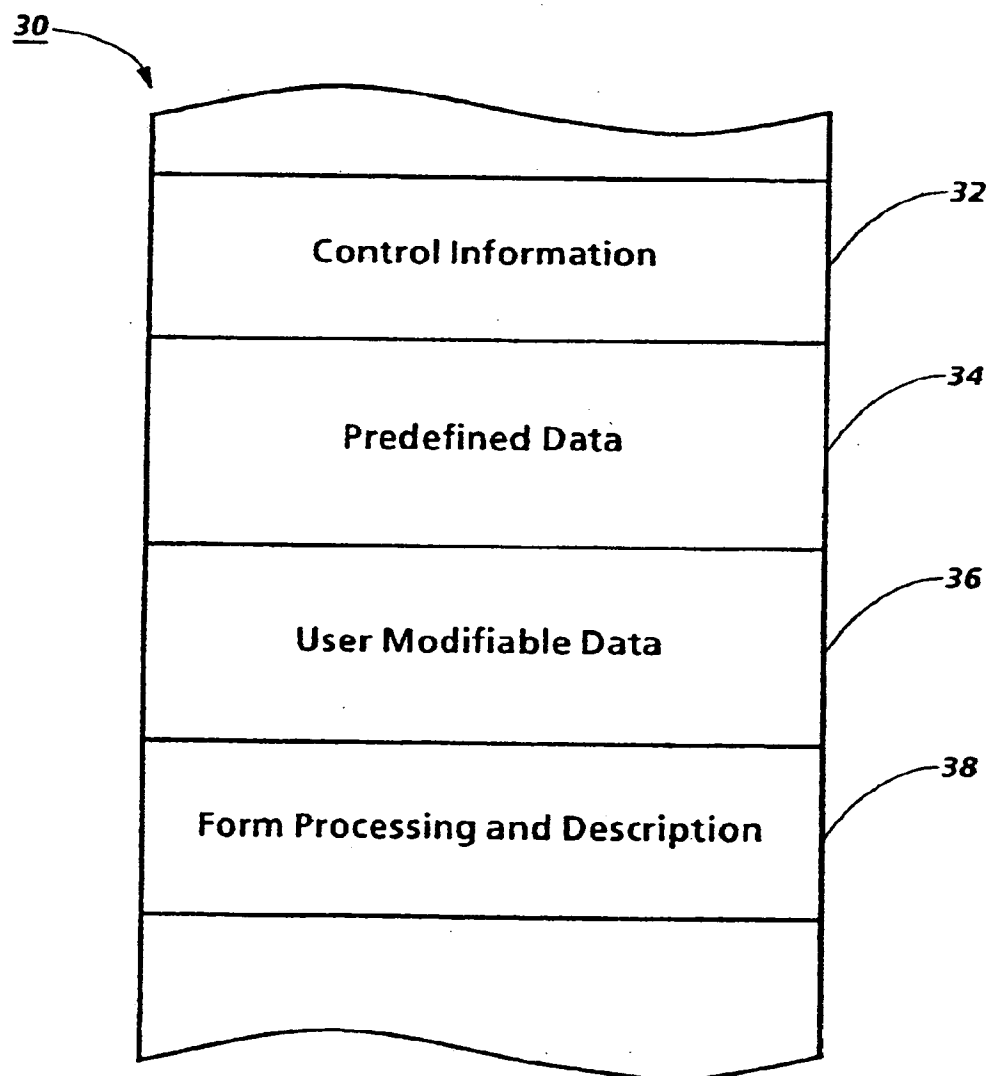 30
32
Control Information
34
Predefined Data
36
User Modifiable Data
38
Form Processing and Description